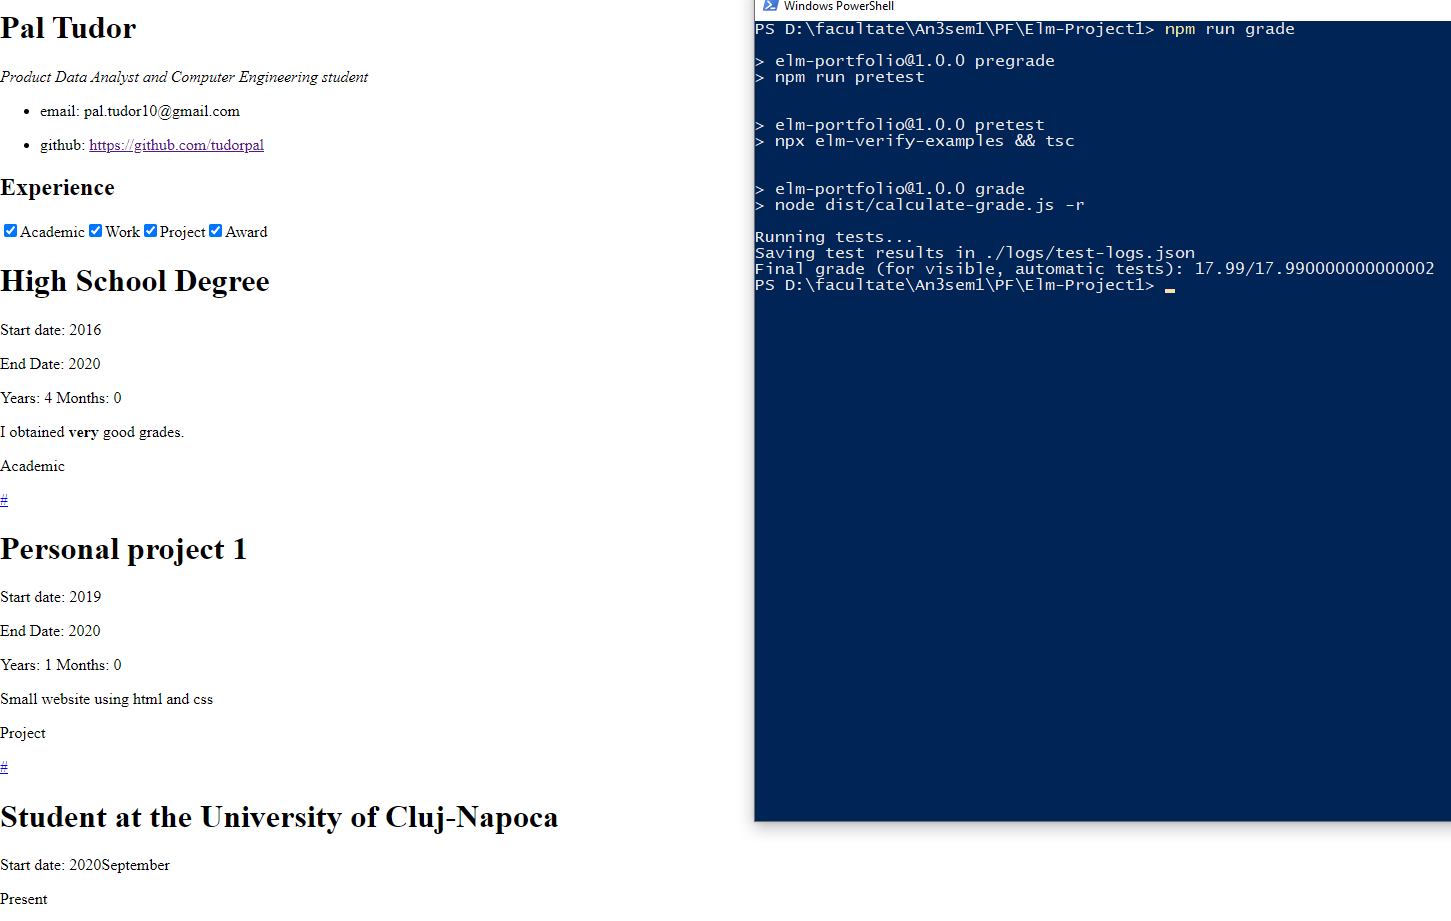 Pal Tudor
Product Data Analyst and Computer Engineering student
email: pal.tudor10@gmail.com
github: https://github.com/tudorpal
Experience
Academic Work Project Award
High School Degree
Start date: 2016
End Date: 2020
Years: 4 Months: 0
I obtained very good grades.
Academic
#
Personal project 1
Start date: 2019
End Date: 2020
Years: 1 Months: 0
Small website using html and css
Project
#
Student at the University of Cluj-Napoca
Start date: 2020September
Present
Windows PowerShell
PS D:\facultate\An3sem1\PF\Elm-Project1> npm run grade
> elm-portfolio@1.0.0 pregrade
> npm run pretest
> elm-portfolio@1.0.0 pretest
> npx elm-verify-examples && tsc
> elm-portfolio@1.0.0 grade
> node dist/calculate-grade.js -r
Running tests...
Saving test results in ./logs/test-logs.json
Final grade (for visible, automatic tests): 17.99/17.990000000000002
PS D:\facultate\An3sem1\PF\Elm-Project1>